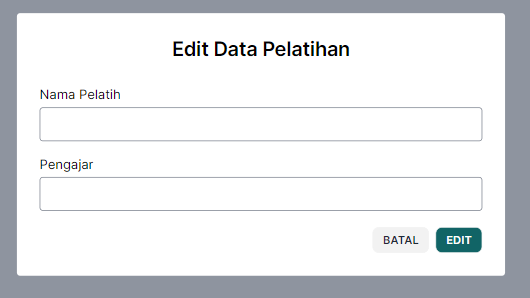 Edit Data Pelatihan
Nama Pelatih
Pengajar
BATAL EDIT